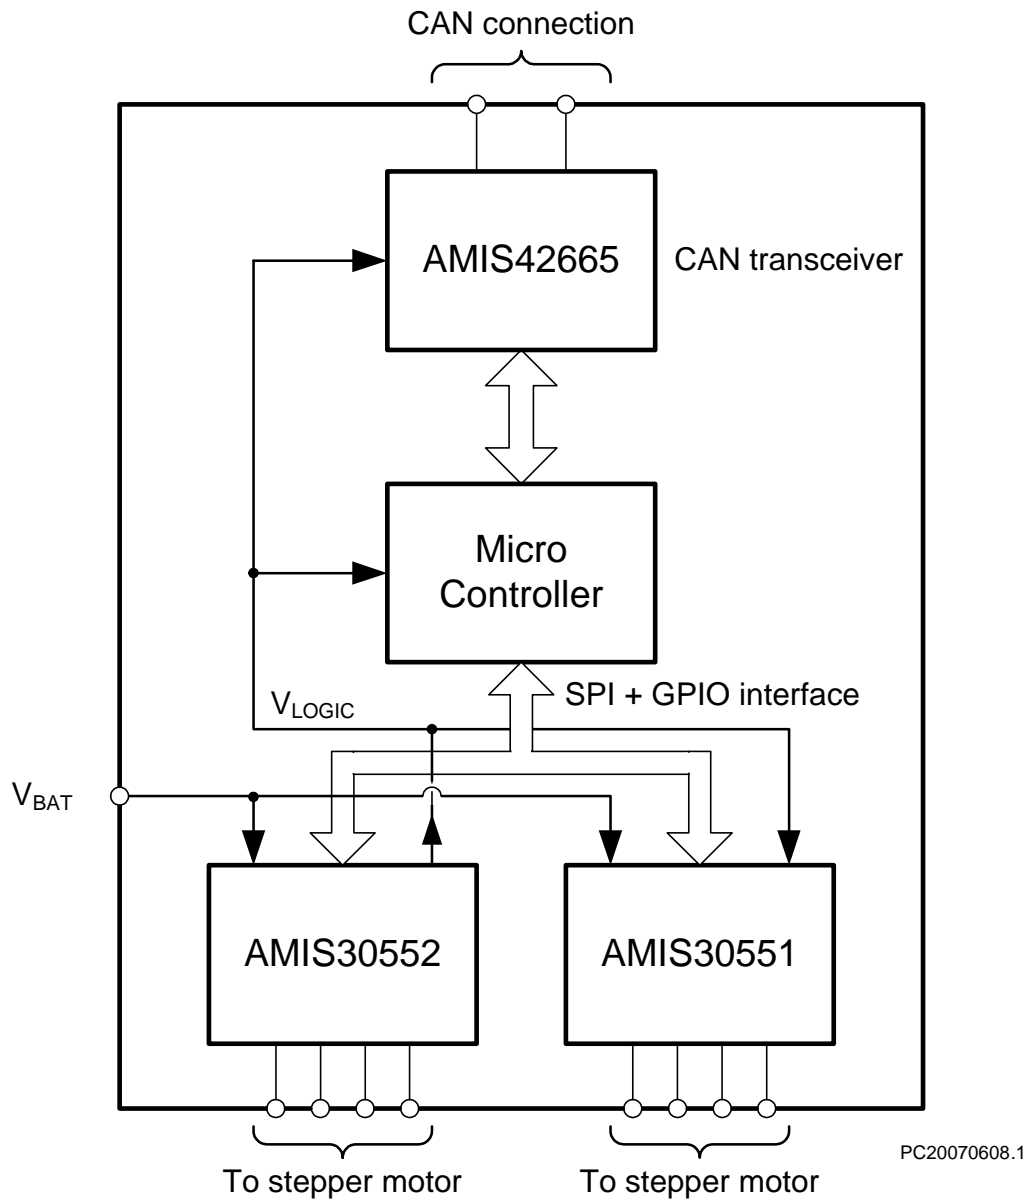 CAN connection
AMIS42665
CAN transceiver
Micro
Controller
SPI + GPIO interface
VLOGIC
VBAT
AMIS30552
AMIS30551
PC20070608.1
To stepper motor
To stepper motor